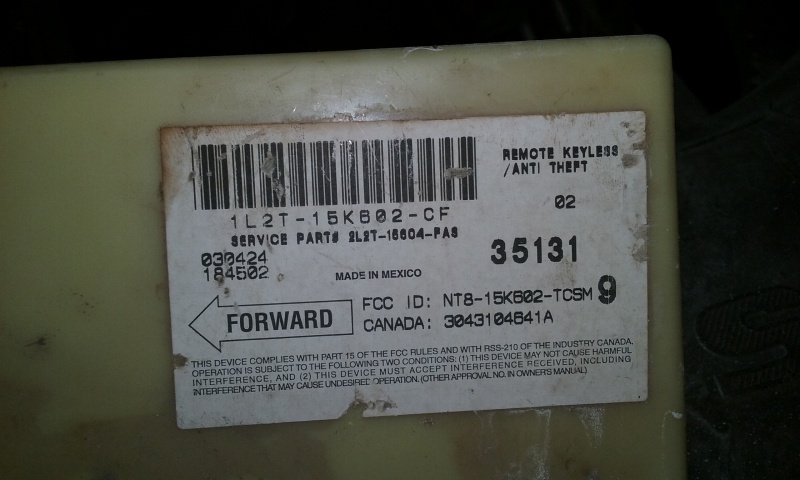 REMOTE KEYLESS
/ANTI THEFT
02
1L2T-15K602-CF
SERVICE PART# 2L2T-15604-PAS
35131
030424
184502
MADE IN MEXICO
FORWARD
FCC ID: NT8-15K602-TCSM 9
CANADA: 3043104641A
THIS DEVICE COMPLIES WITH PART 15 OF THE FCC RULES AND WITH RSS-210 OF THE INDUSTRY CANADA.
OPERATION IS SUBJECT TO THE FOLLOWING TWO CONDITIONS: (1) THIS DEVICE MAY NOT CAUSE HARMFUL
INTERFERENCE, AND (2) THIS DEVICE MUST ACCEPT INTERFERENCE RECEIVED, INCLUDING
INTERFERENCE THAT MAY CAUSE UNDESIRED OPERATION. (OTHER APPROVAL NO. IN OWNERS MANUAL)